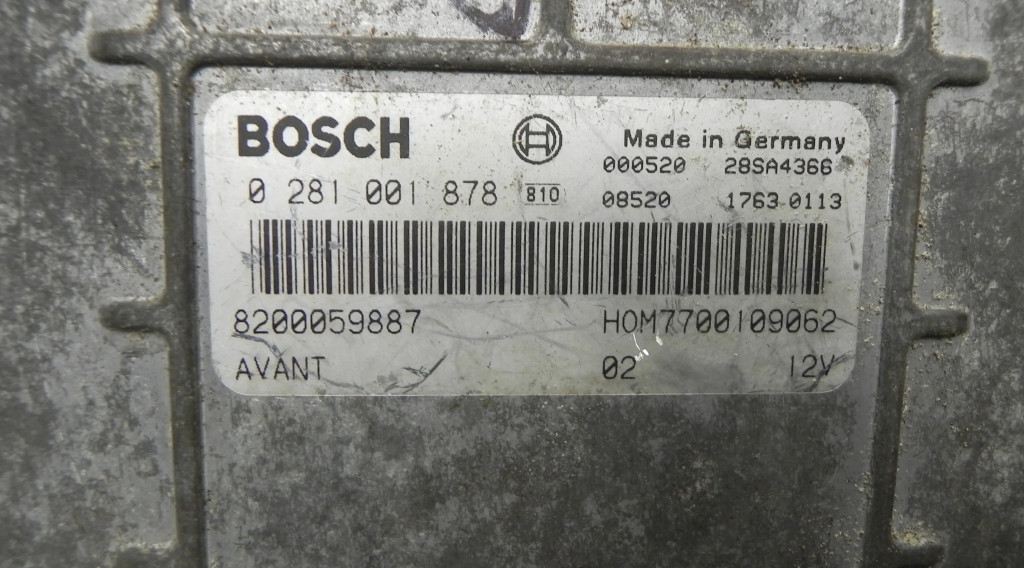 BOSCH Made in Germany
000520 28SA4366
0 281 001 878 810 08520 1763 0113
8200059887 HOM7700109062
AVANT 02 12V